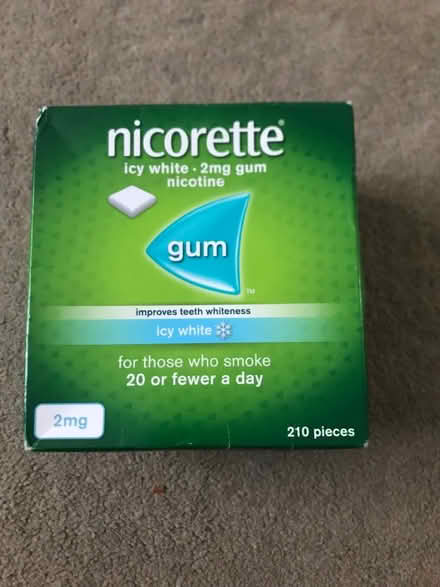 nicorette®
icy white · 2mg gum
nicotine
gum
TM
improves teeth whiteness
icy white
for those who smoke
20 or fewer a day
2mg
210 pieces